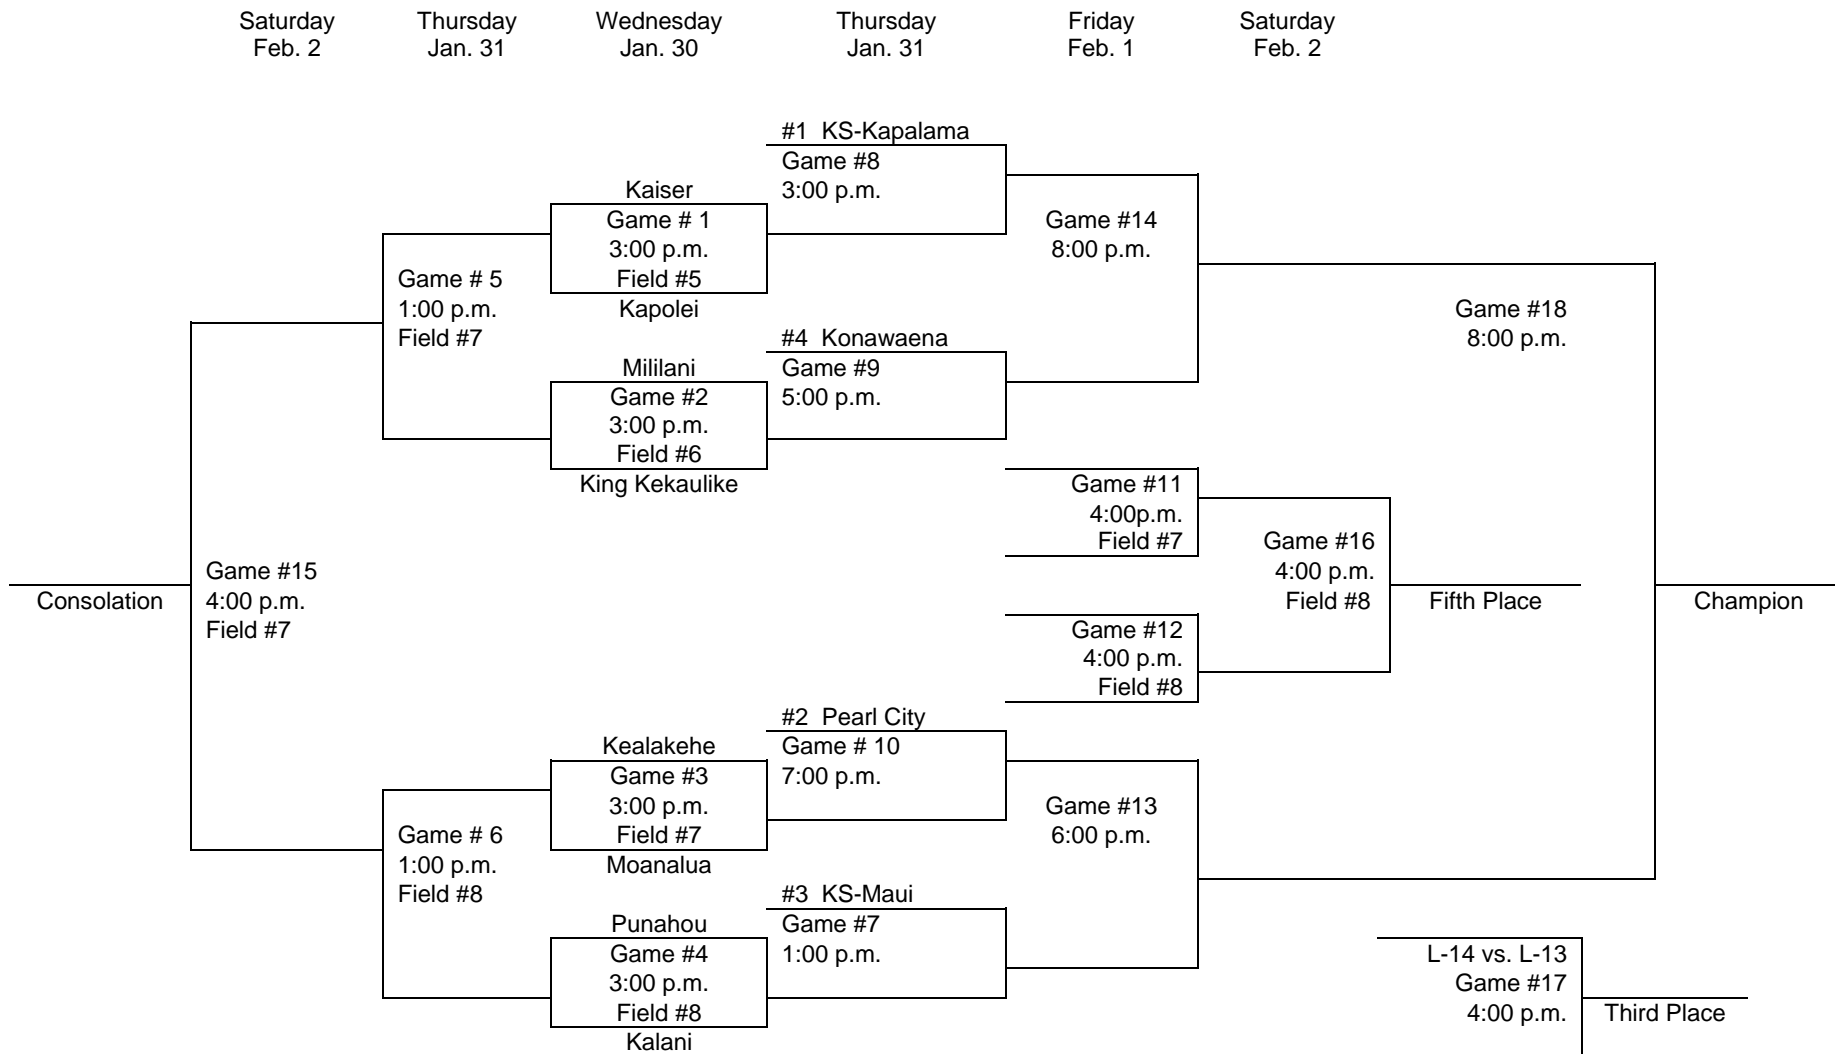 Saturday
Feb. 2
Thursday
Jan. 31
Wednesday
Jan. 30
Thursday
Jan. 31
Friday
Feb. 1
Saturday
Feb. 2
#1 KS-Kapalama
Game #8
3:00 p.m.
Kaiser
Game # 1
3:00 p.m.
Field #5
Kapolei
Game #14
8:00 p.m.
Game # 5
1:00 p.m.
Field #7
Game #18
8:00 p.m.
#4 Konawaena
Game #9
5:00 p.m.
Mililani
Game #2
3:00 p.m.
Field #6
King Kekaulike
Game #11
4:00p.m.
Field #7
Game #16
4:00 p.m.
Field #8
Game #15
4:00 p.m.
Field #7
Consolation
Fifth Place
Champion
Game #12
4:00 p.m.
Field #8
#2 Pearl City
Game # 10
7:00 p.m.
Kealakehe
Game #3
3:00 p.m.
Field #7
Moanalua
Game #13
6:00 p.m.
Game # 6
1:00 p.m.
Field #8
#3 KS-Maui
Game #7
1:00 p.m.
Punahou
Game #4
3:00 p.m.
Field #8
Kalani
L-14 vs. L-13
Game #17
4:00 p.m.
Third Place